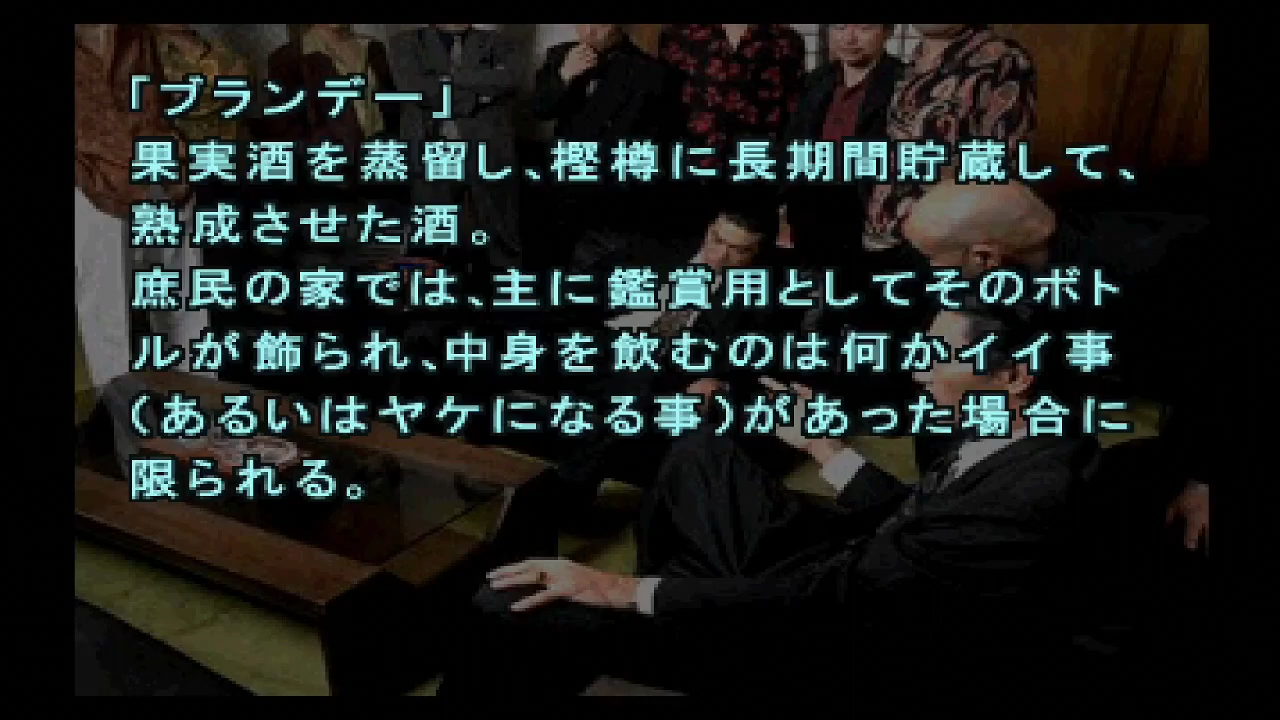 「ブランデー」
果実酒を蒸留し、樫樽に長期間貯蔵して、
熟成させた酒。
庶民の家では、主に鑑賞用としてそのボト
ルが飾られ、中身を飲むのは何かイイ事
(あるいはヤケになる事)があった場合に
限られる。